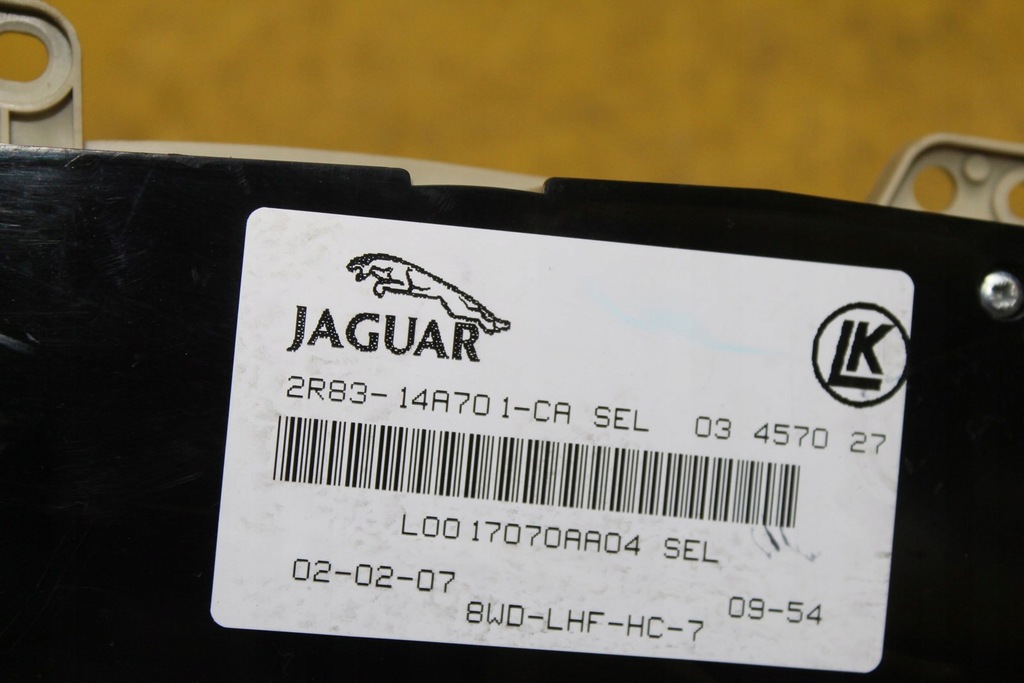 JAGUAR
LK
2R83-14A701-CA SEL 03 4570 27
L0017070AA04 SEL
02-02-07 09-54
8WD-LHF-HC-7